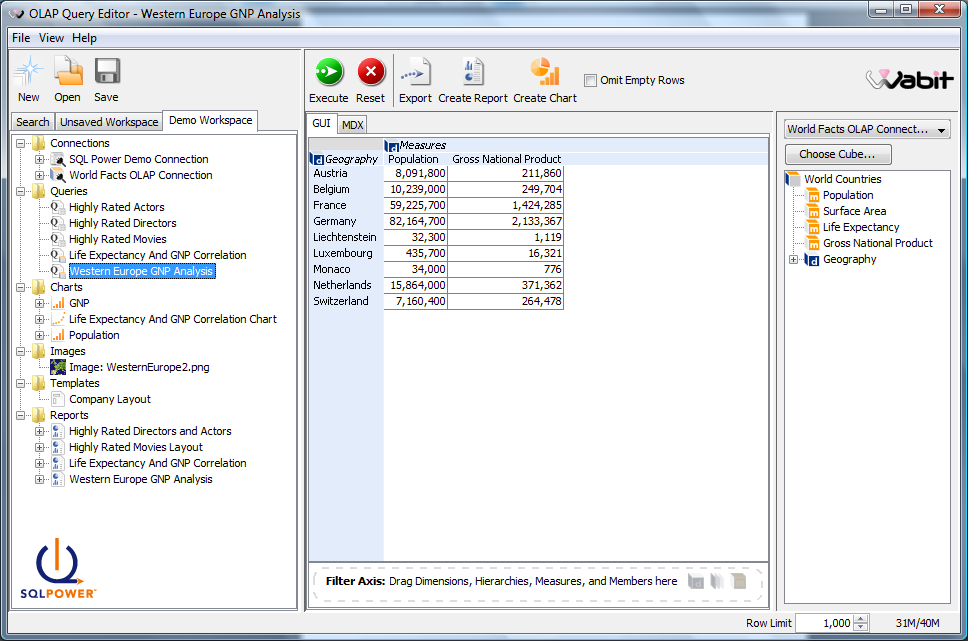 OLAP Query Editor - Western Europe GNP Analysis
File View Help
New Open Save
Execute Reset Export Create Report Create Chart Omit Empty Rows
Wabit
Search Unsaved Workspace Demo Workspace
Connections
SQL Power Demo Connection
World Facts OLAP Connection
Queries
Highly Rated Actors
Highly Rated Directors
Highly Rated Movies
Life Expectancy And GNP Correlation
Western Europe GNP Analysis
Charts
GNP
Life Expectancy And GNP Correlation Chart
Population
Images
Image: WesternEurope2.png
Templates
Company Layout
Reports
Highly Rated Directors and Actors
Highly Rated Movies Layout
Life Expectancy And GNP Correlation
Western Europe GNP Analysis
SQLPOWER
GUI MDX
Measures
Geography Population Gross National Product
Austria 8,091,800 211,860
Belgium 10,239,000 249,704
France 59,225,700 1,424,285
Germany 82,164,700 2,133,367
Liechtenstein 32,300 1,119
Luxembourg 435,700 16,321
Monaco 34,000 776
Netherlands 15,864,000 371,362
Switzerland 7,160,400 264,478
Filter Axis: Drag Dimensions, Hierarchies, Measures, and Members here
World Facts OLAP Connect...
Choose Cube...
World Countries
Population
Surface Area
Life Expectancy
Gross National Product
Geography
Row Limit 1,000 31M/40M